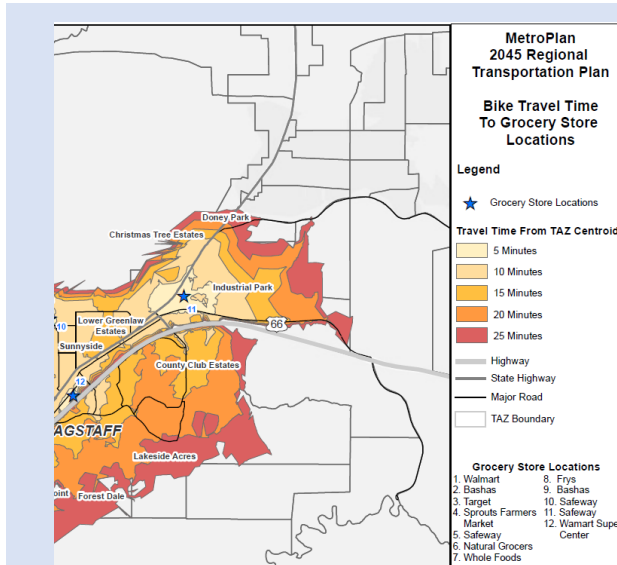 MetroPlan
2045 Regional
Transportation Plan
Bike Travel Time
To Grocery Store
Locations
Legend
Grocery Store Locations
Travel Time From TAZ Centroid
5 Minutes
10 Minutes
15 Minutes
20 Minutes
25 Minutes
Highway
State Highway
Major Road
TAZ Boundary
Grocery Store Locations
1. Walmart
2. Bashas
3. Target
4. Sprouts Farmers
Market
5. Safeway
6. Natural Grocers
7. Whole Foods
8. Frys
9. Bashas
10. Safeway
11. Safeway
12. Wamart Supe
Center
Doney Park
Christmas Tree Estates
Industrial Park
11
66
Lower Greenlaw
Estates
10
Sunnyside
County Club Estates
12
AGSTAFF
Lakeside Acres
oint
Forest Dale